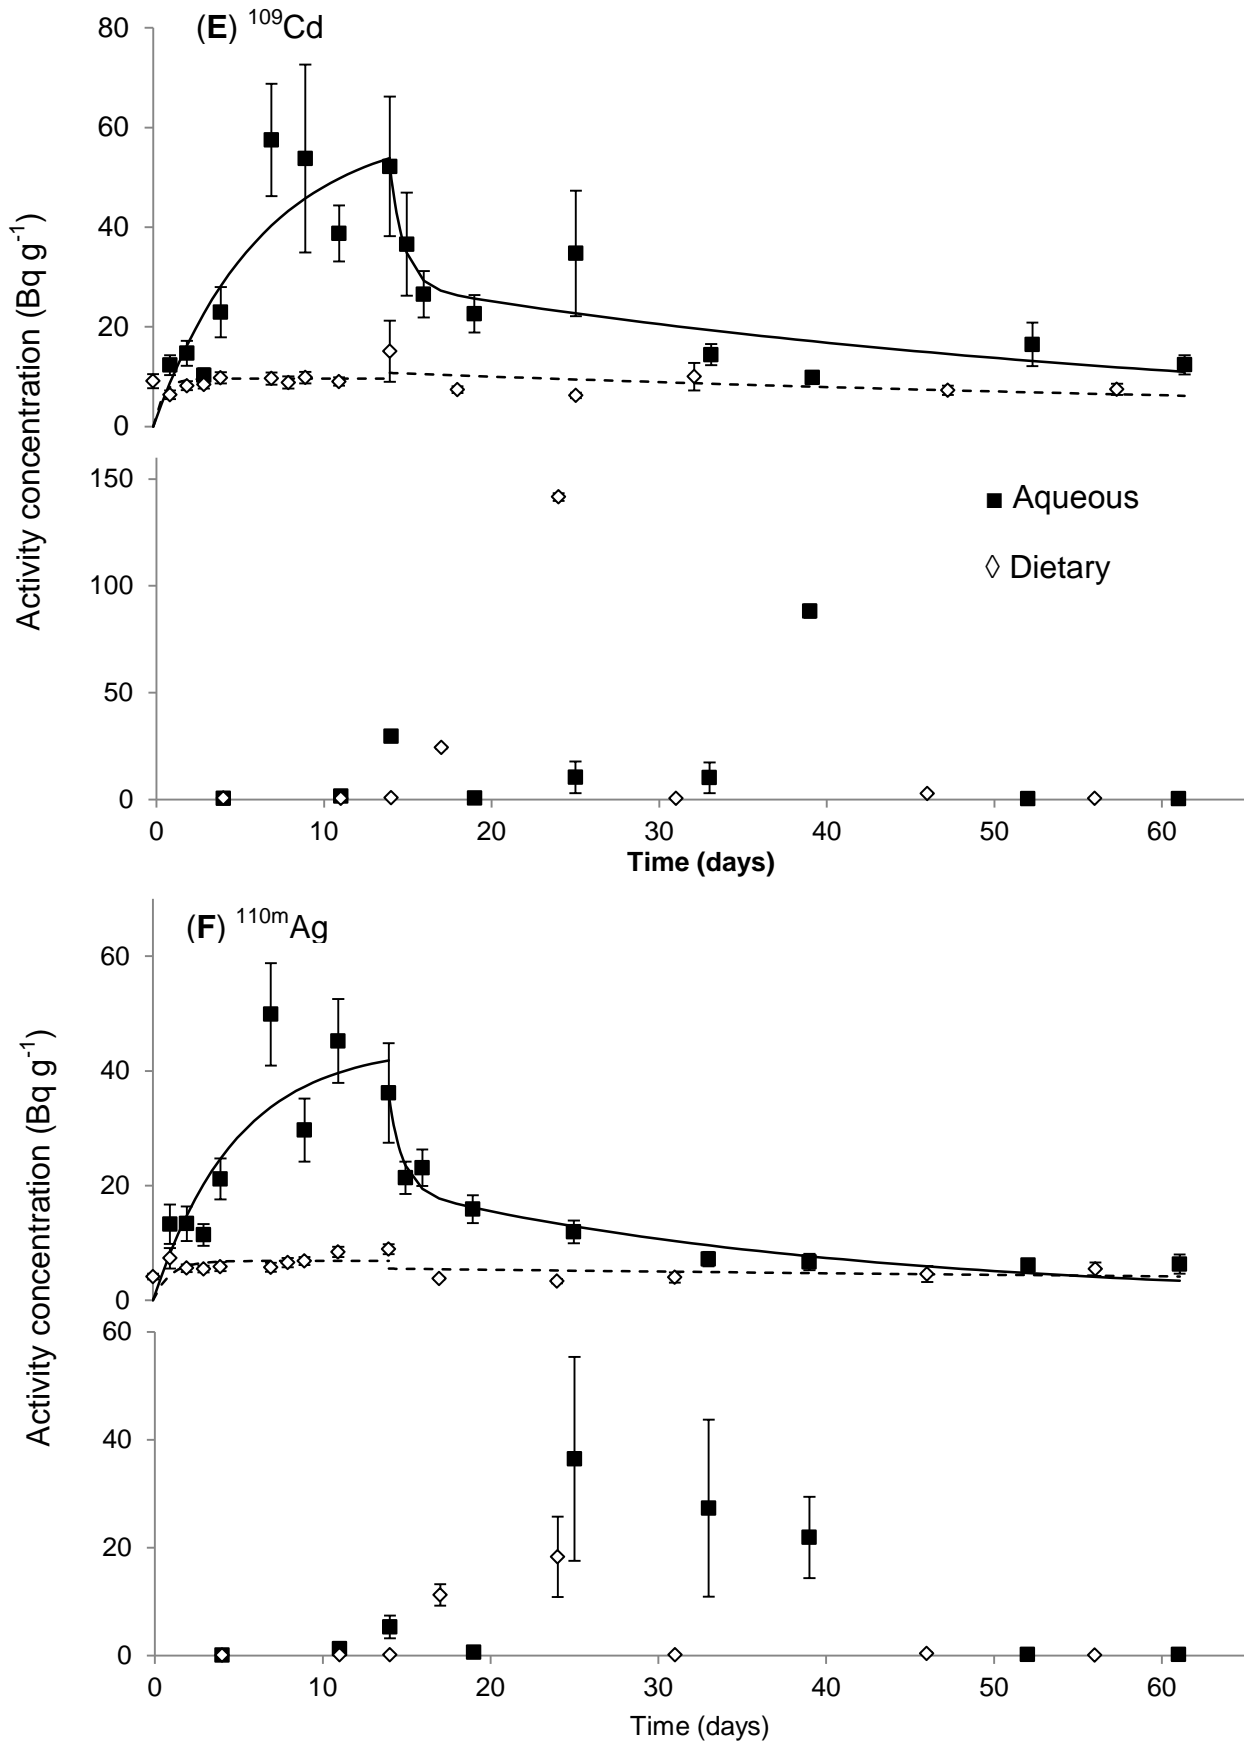 (E) ¹⁰⁹Cd
80
60
40
20
0
Activity concentration (Bq g⁻¹)
150
100
50
0
■ Aqueous
◇ Dietary
0 10 20 30 40 50 60
Time (days)
(F) ¹¹⁰ᵐAg
60
40
20
0
Activity concentration (Bq g⁻¹)
60
40
20
0
0 10 20 30 40 50 60
Time (days)